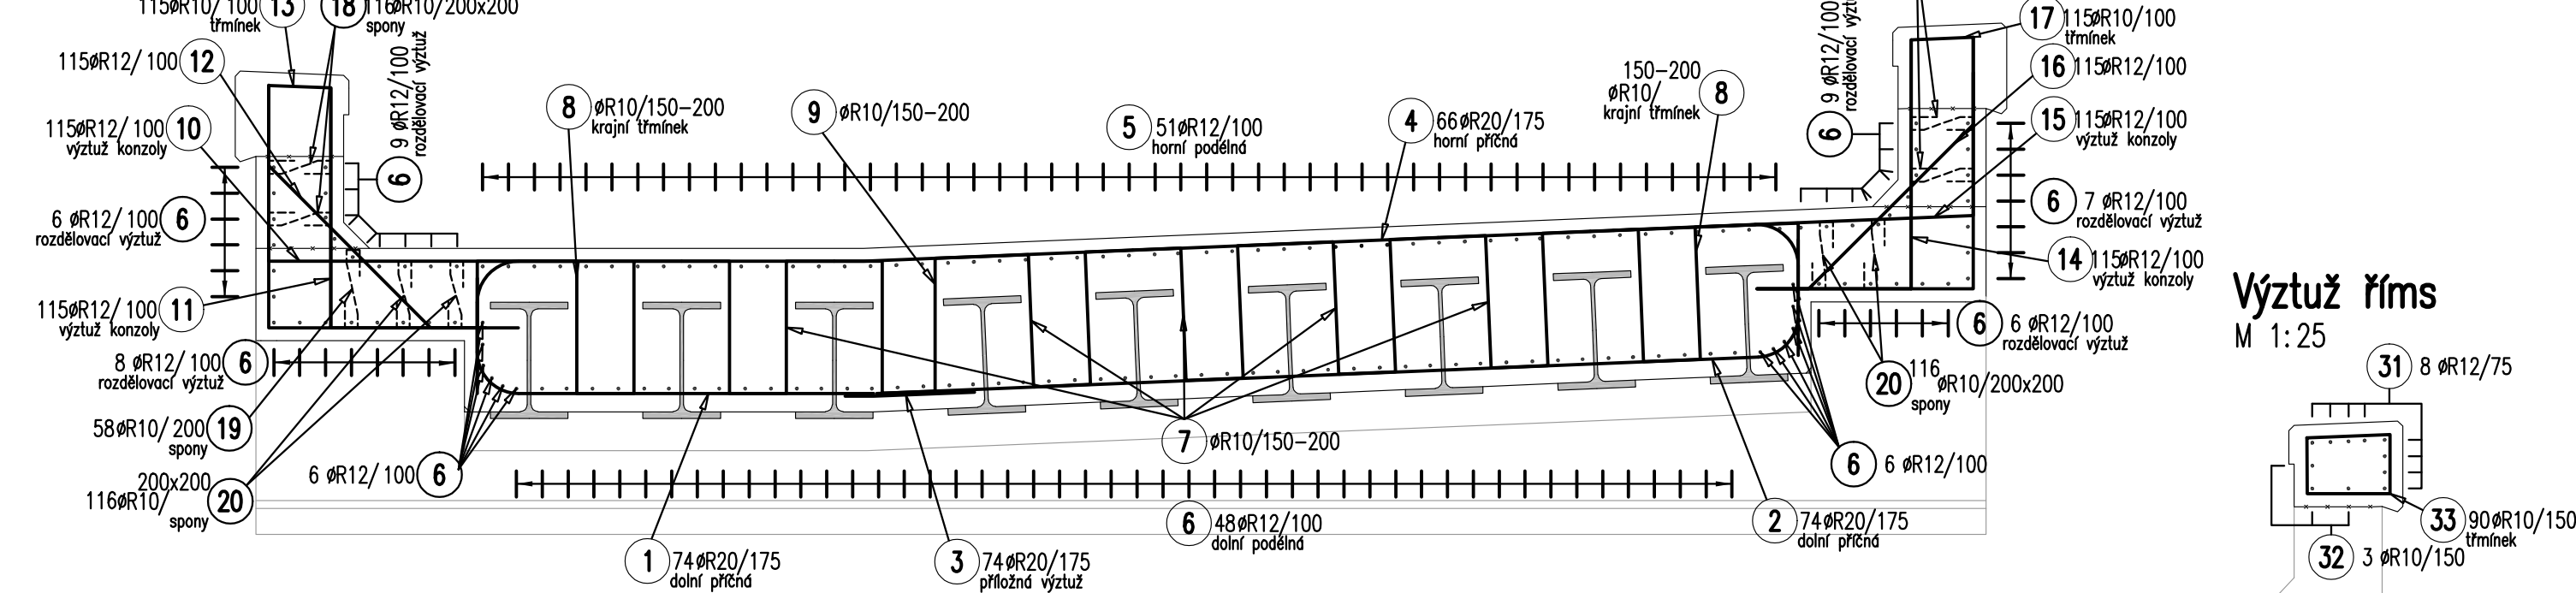 115øR10/100 13
třmínek
18 116øR10/200x200
spony
115øR12/100 12
9 øR12/100
rozdělovací výztuž
6
115øR12/100 10
výztuž konzoly
6 øR12/100 6
rozdělovací výztuž
115øR12/100 11
výztuž konzoly
8 øR12/100 6
rozdělovací výztuž
58øR10/200 19
spony
200x200
116øR10/ 20
spony
8 øR10/150-200
krajní třmínek
9 øR10/150-200
5 51øR12/100
horní podélná
4 66øR20/175
horní příčná
150-200
øR10/ 8
krajní třmínek
9 øR12/100
rozdělovací výzt
6
17 115øR10/100
třmínek
16 115øR12/100
15 115øR12/100
výztuž konzoly
6 7 øR12/100
rozdělovací výztuž
14 115øR12/100
výztuž konzoly
6 6 øR12/100
rozdělovací výztuž
116
20 øR10/200x200
spony
6 øR12/100 6
7 øR10/150-200
6 6 øR12/100
6 48øR12/100
dolní podélná
2 74øR20/175
dolní příčná
1 74øR20/175
dolní příčná
3 74øR20/175
příložná výztuž
Výztuž říms
M 1:25
31 8 øR12/75
33 90øR10/150
třmínek
32 3 øR10/150